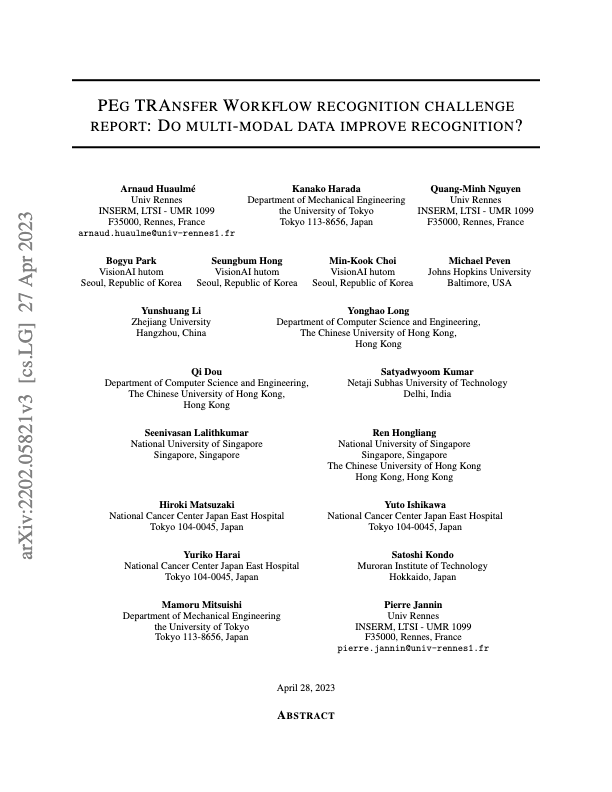 PEG TRANSFER WORKFLOW RECOGNITION CHALLENGE
REPORT: DO MULTI-MODAL DATA IMPROVE RECOGNITION?
Arnaud Huaulmé
Univ Rennes
INSERM, LTSI - UMR 1099
F35000, Rennes, France
arnaud.huaulme@univ-rennes1.fr
Kanako Harada
Department of Mechanical Engineering
the University of Tokyo
Tokyo 113-8656, Japan
Quang-Minh Nguyen
Univ Rennes
INSERM, LTSI - UMR 1099
F35000, Rennes, France
Bogyu Park
VisionAI hutom
Seoul, Republic of Korea
Seungbum Hong
VisionAI hutom
Seoul, Republic of Korea
Min-Kook Choi
VisionAI hutom
Seoul, Republic of Korea
Michael Peven
Johns Hopkins University
Baltimore, USA
Yunshuang Li
Zhejiang University
Hangzhou, China
Yonghao Long
Department of Computer Science and Engineering,
The Chinese University of Hong Kong,
Hong Kong
Qi Dou
Department of Computer Science and Engineering,
The Chinese University of Hong Kong,
Hong Kong
Satyadwyoom Kumar
Netaji Subhas University of Technology
Delhi, India
Seenivasan Lalithkumar
National University of Singapore
Singapore, Singapore
Ren Hongliang
National University of Singapore
Singapore, Singapore
The Chinese University of Hong Kong
Hong Kong, Hong Kong
Hiroki Matsuzaki
National Cancer Center Japan East Hospital
Tokyo 104-0045, Japan
Yuto Ishikawa
National Cancer Center Japan East Hospital
Tokyo 104-0045, Japan
Yuriko Harai
National Cancer Center Japan East Hospital
Tokyo 104-0045, Japan
Satoshi Kondo
Muroran Institute of Technology
Hokkaido, Japan
Mamoru Mitsuishi
Department of Mechanical Engineering
the University of Tokyo
Tokyo 113-8656, Japan
Pierre Jannin
Univ Rennes
INSERM, LTSI - UMR 1099
F35000, Rennes, France
pierre.jannin@univ-rennes1.fr
April 28, 2023
ABSTRACT
arXiv:2202.05821v3 [cs.LG] 27 Apr 2023